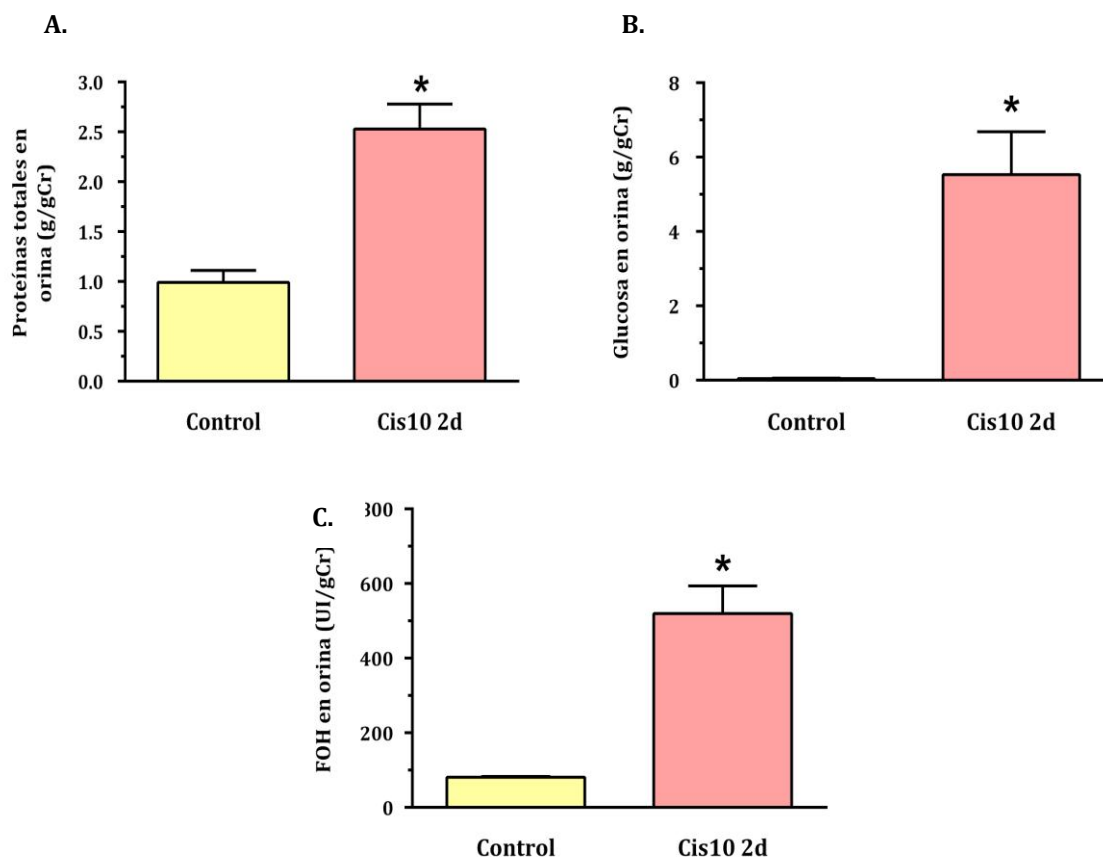 A.
Proteínas totales en
orina (g/gCr)
3.0
2.5
2.0
1.5
1.0
0.5
0.0
*
Control
Cis10 2d
B.
Glucosa en orina (g/gCr)
8
6
4
2
0
*
Control
Cis10 2d
C.
FOH en orina (UI/gCr)
800
600
400
200
0
*
Control
Cis10 2d